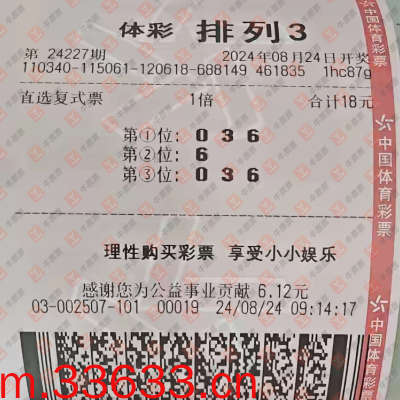 体彩 排列3
第 24227期 2024年08月24日开奖
110340-115061-120618-688149 461835 1hc87g
首选复式票 1倍 合计18元
第①位: 0 3 6
第②位: 6
第③位: 0 3 6
理性购买彩票 享受小小娱乐
感谢您为公益事业贡献 6.12元
03-002507-101 00019 24/08/24 09:14:17
m.33633.cn
中国体育彩票
中国体育彩票
中国体育彩票